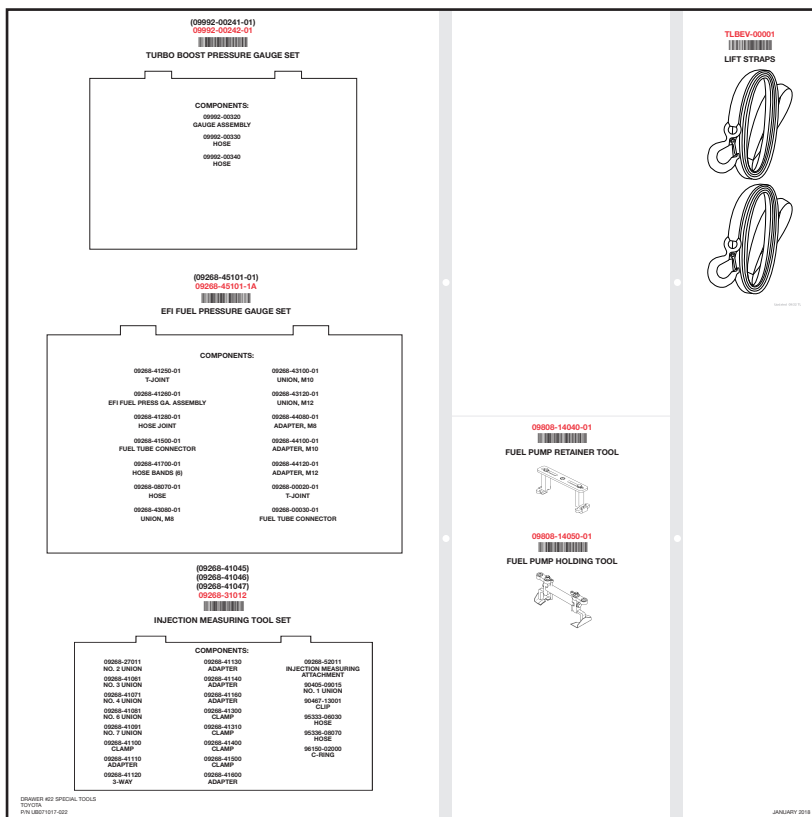 (09992-00241-01)
09992-00242-01
TURBO BOOST PRESSURE GAUGE SET
COMPONENTS:
09992-00320
GAUGE ASSEMBLY
09992-00330
HOSE
09992-00340
HOSE
(09268-45101-01)
09268-45101-1A
EFI FUEL PRESSURE GAUGE SET
COMPONENTS:
09268-41250-01
T-JOINT
09268-41260-01
EFI FUEL PRESS GA. ASSEMBLY
09268-41280-01
HOSE JOINT
09268-41500-01
FUEL TUBE CONNECTOR
09268-41700-01
HOSE BANDS (6)
09268-08070-01
HOSE
09268-43080-01
UNION, M8
09268-43100-01
UNION, M10
09268-43120-01
UNION, M12
09268-44080-01
ADAPTER, M8
09268-44100-01
ADAPTER, M10
09268-44120-01
ADAPTER, M12
09268-00020-01
T-JOINT
09268-00030-01
FUEL TUBE CONNECTOR
(09268-41045)
(09268-41046)
(09268-41047)
09268-31012
INJECTION MEASURING TOOL SET
COMPONENTS:
09268-27011
NO. 2 UNION
09268-41061
NO. 3 UNION
09268-41071
NO. 4 UNION
09268-41081
NO. 6 UNION
09268-41091
NO. 7 UNION
09268-41100
CLAMP
09268-41110
ADAPTER
09268-41120
3-WAY
09268-41130
ADAPTER
09268-41140
ADAPTER
09268-41160
ADAPTER
09268-41300
CLAMP
09268-41310
CLAMP
09268-41400
CLAMP
09268-41500
CLAMP
09268-41600
ADAPTER
09268-52011
INJECTION MEASURING
ATTACHMENT
90405-09015
NO. 1 UNION
90467-13001
CLIP
95333-06030
HOSE
95336-08070
HOSE
96150-02000
C-RING
09808-14040-01
FUEL PUMP RETAINER TOOL
09808-14050-01
FUEL PUMP HOLDING TOOL
TLBEV-00001
LIFT STRAPS
DRAWER #22 SPECIAL TOOLS
TOYOTA
P/N UB071017-022
JANUARY 2018